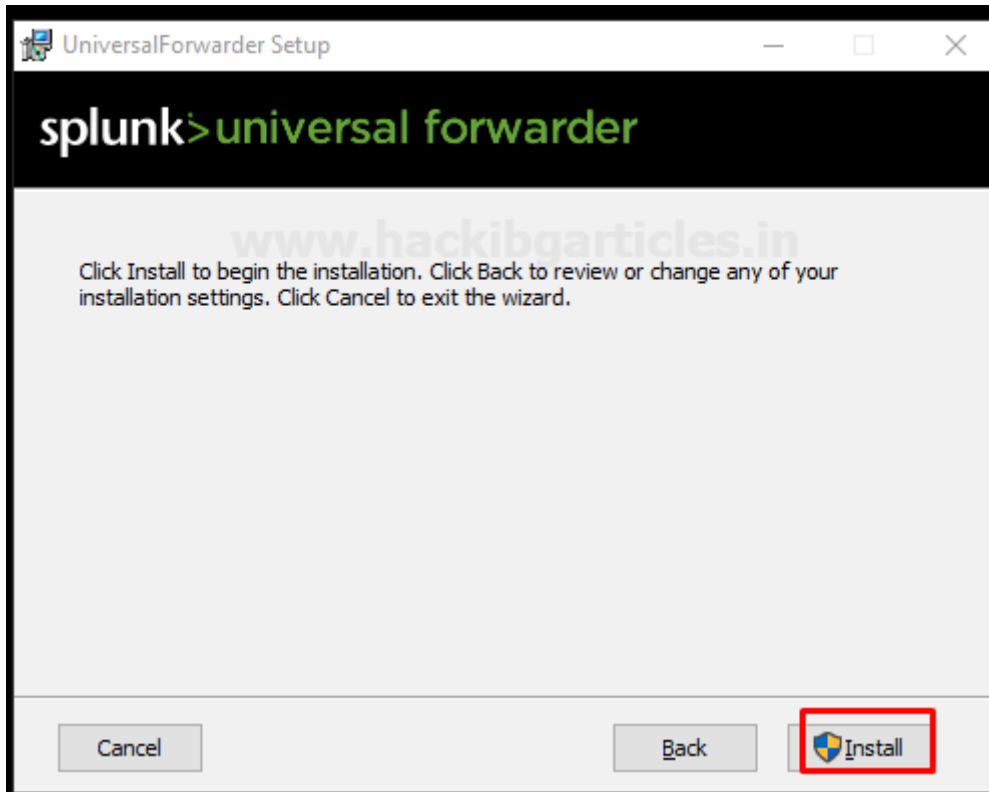 UniversalForwarder Setup
splunk>universal forwarder
www.hackibgarticles.in
Click Install to begin the installation. Click Back to review or change any of your
installation settings. Click Cancel to exit the wizard.
Cancel
Back
Install